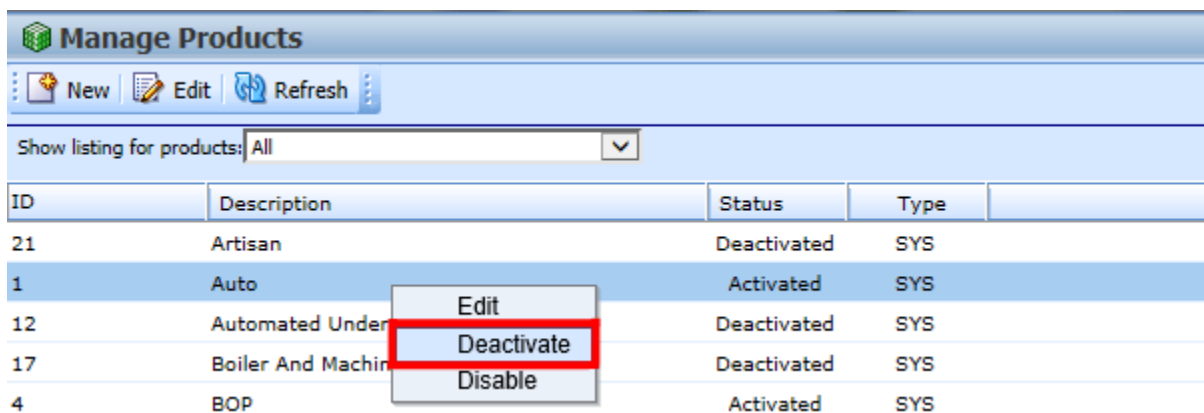 Manage Products
New Edit Refresh
Show listing for products: All
ID Description Status Type
21 Artisan Deactivated SYS
1 Auto Activated SYS
Edit
12 Automated Under Deactivated SYS
Deactivate
17 Boiler And Machin Deactivated SYS
Disable
4 BOP Activated SYS